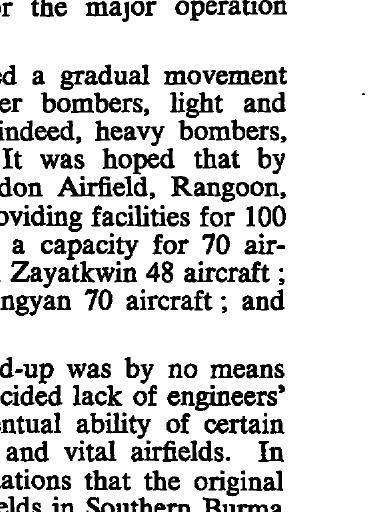 r the major operation
ed a gradual movement
er bombers, light and
indeed, heavy bombers,
It was hoped that by
don Airfield, Rangoon,
oviding facilities for 100
a capacity for 70 air-
Zayatkwin 48 aircraft ;
ngyan 70 aircraft ; and
d-up was by no means
cided lack of engineers'
entual ability of certain
and vital airfields. In
ations that the original
elds in Southern Burma